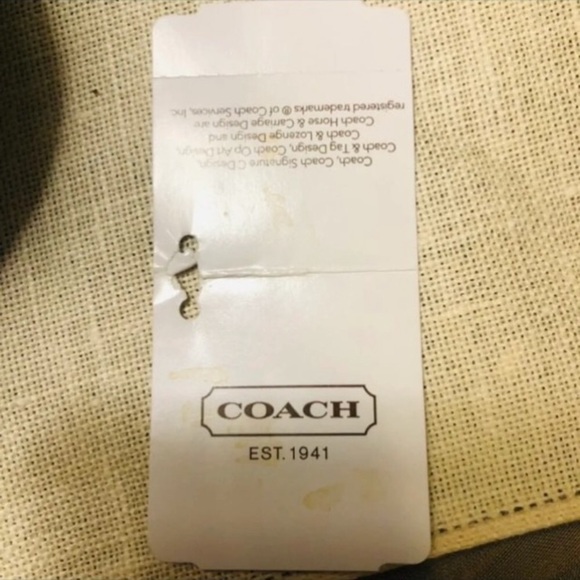 Coach, Coach Signature C Design,
Coach & Tag Design, Coach Op Art Design,
Coach & Lozenge Design and
Coach Horse & Carriage Design are
registered trademarks ® of Coach Services, Inc.
COACH
EST. 1941